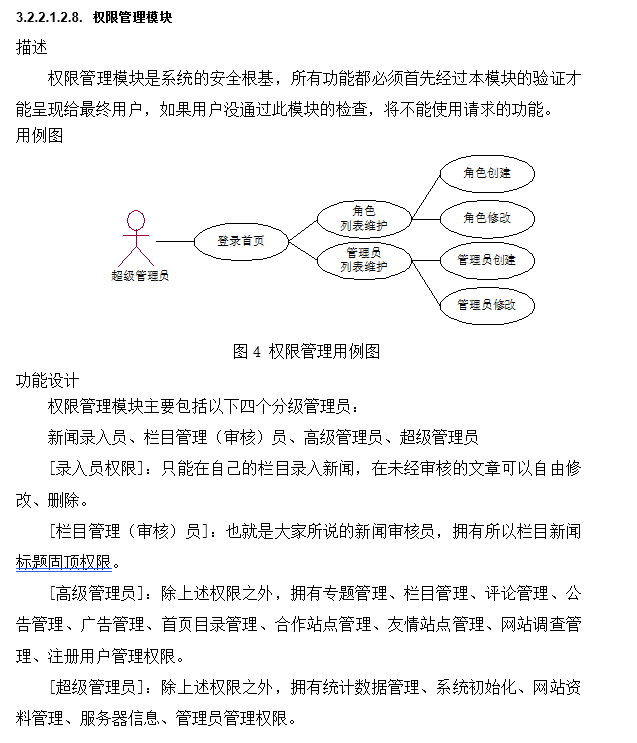 3.2.2.1.2.8. 权限管理模块
描述
权限管理模块是系统的安全根基，所有功能都必须首先经过本模块的验证才
能呈现给最终用户，如果用户没通过此模块的检查，将不能使用请求的功能。
用例图
角色创建
角色
列表维护
角色修改
登录首页
管理员
列表维护
管理员创建
超级管理员
管理员修改
图 4 权限管理用例图
功能设计
权限管理模块主要包括以下四个分级管理员：
新闻录入员、栏目管理（审核）员、高级管理员、超级管理员
[录入员权限]：只能在自己的栏目录入新闻，在未经审核的文章可以自由修
改、删除。
[栏目管理（审核）员]：也就是大家所说的新闻审核员，拥有所以栏目新闻
标题固顶权限。
[高级管理员]：除上述权限之外，拥有专题管理、栏目管理、评论管理、公
告管理、广告管理、首页目录管理、合作站点管理、友情站点管理、网站调查管
理、注册用户管理权限。
[超级管理员]：除上述权限之外，拥有统计数据管理、系统初始化、网站资
料管理、服务器信息、管理员管理权限。